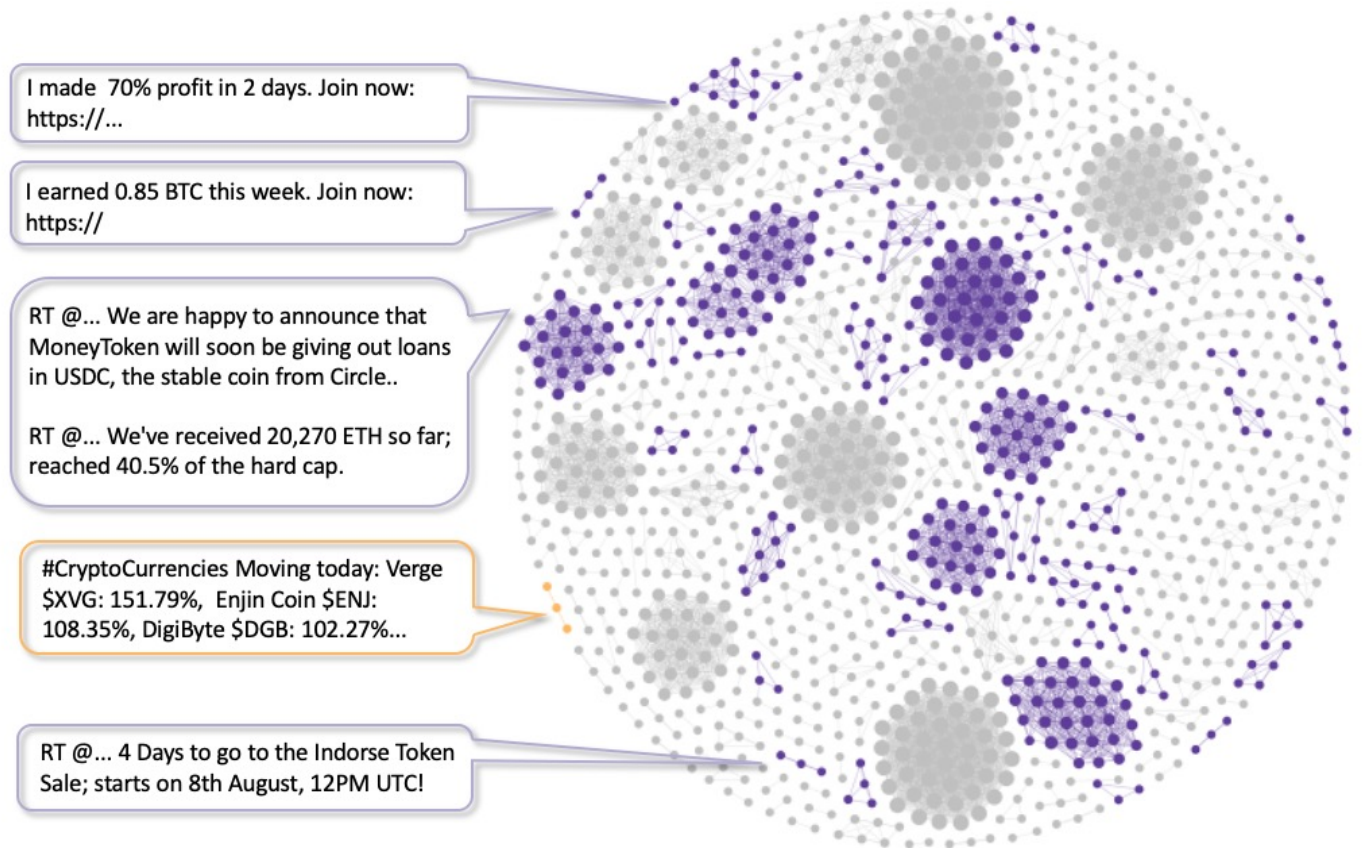 I made  70% profit in 2 days. Join now:
https://...
I earned 0.85 BTC this week. Join now:
https://
RT @... We are happy to announce that
MoneyToken will soon be giving out loans
in USDC, the stable coin from Circle..
RT @... We've received 20,270 ETH so far;
reached 40.5% of the hard cap.
#CryptoCurrencies Moving today: Verge
$XVG: 151.79%,  Enjin Coin $ENJ:
108.35%, DigiByte $DGB: 102.27%...
RT @... 4 Days to go to the Indorse Token
Sale; starts on 8th August, 12PM UTC!